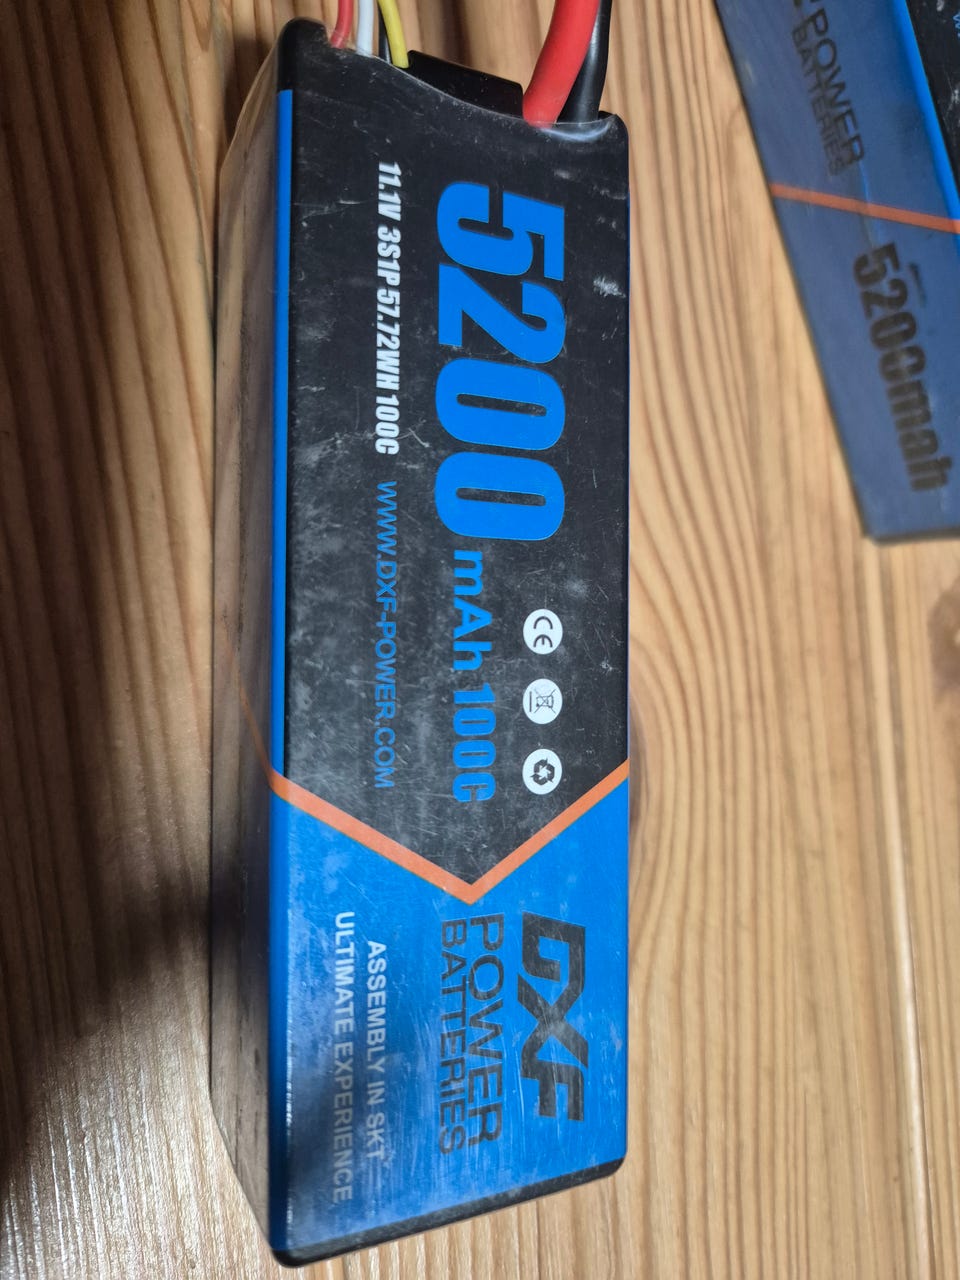 5200 mAh 100C
11.1V 3S1P 57.72WH 100C WWW.DXF-POWER.COM
CE
DXF
POWER
BATTERIES
ASSEMBLY IN SKT
ULTIMATE EXPERIENCE
POWER
BATTERIES
5200mah